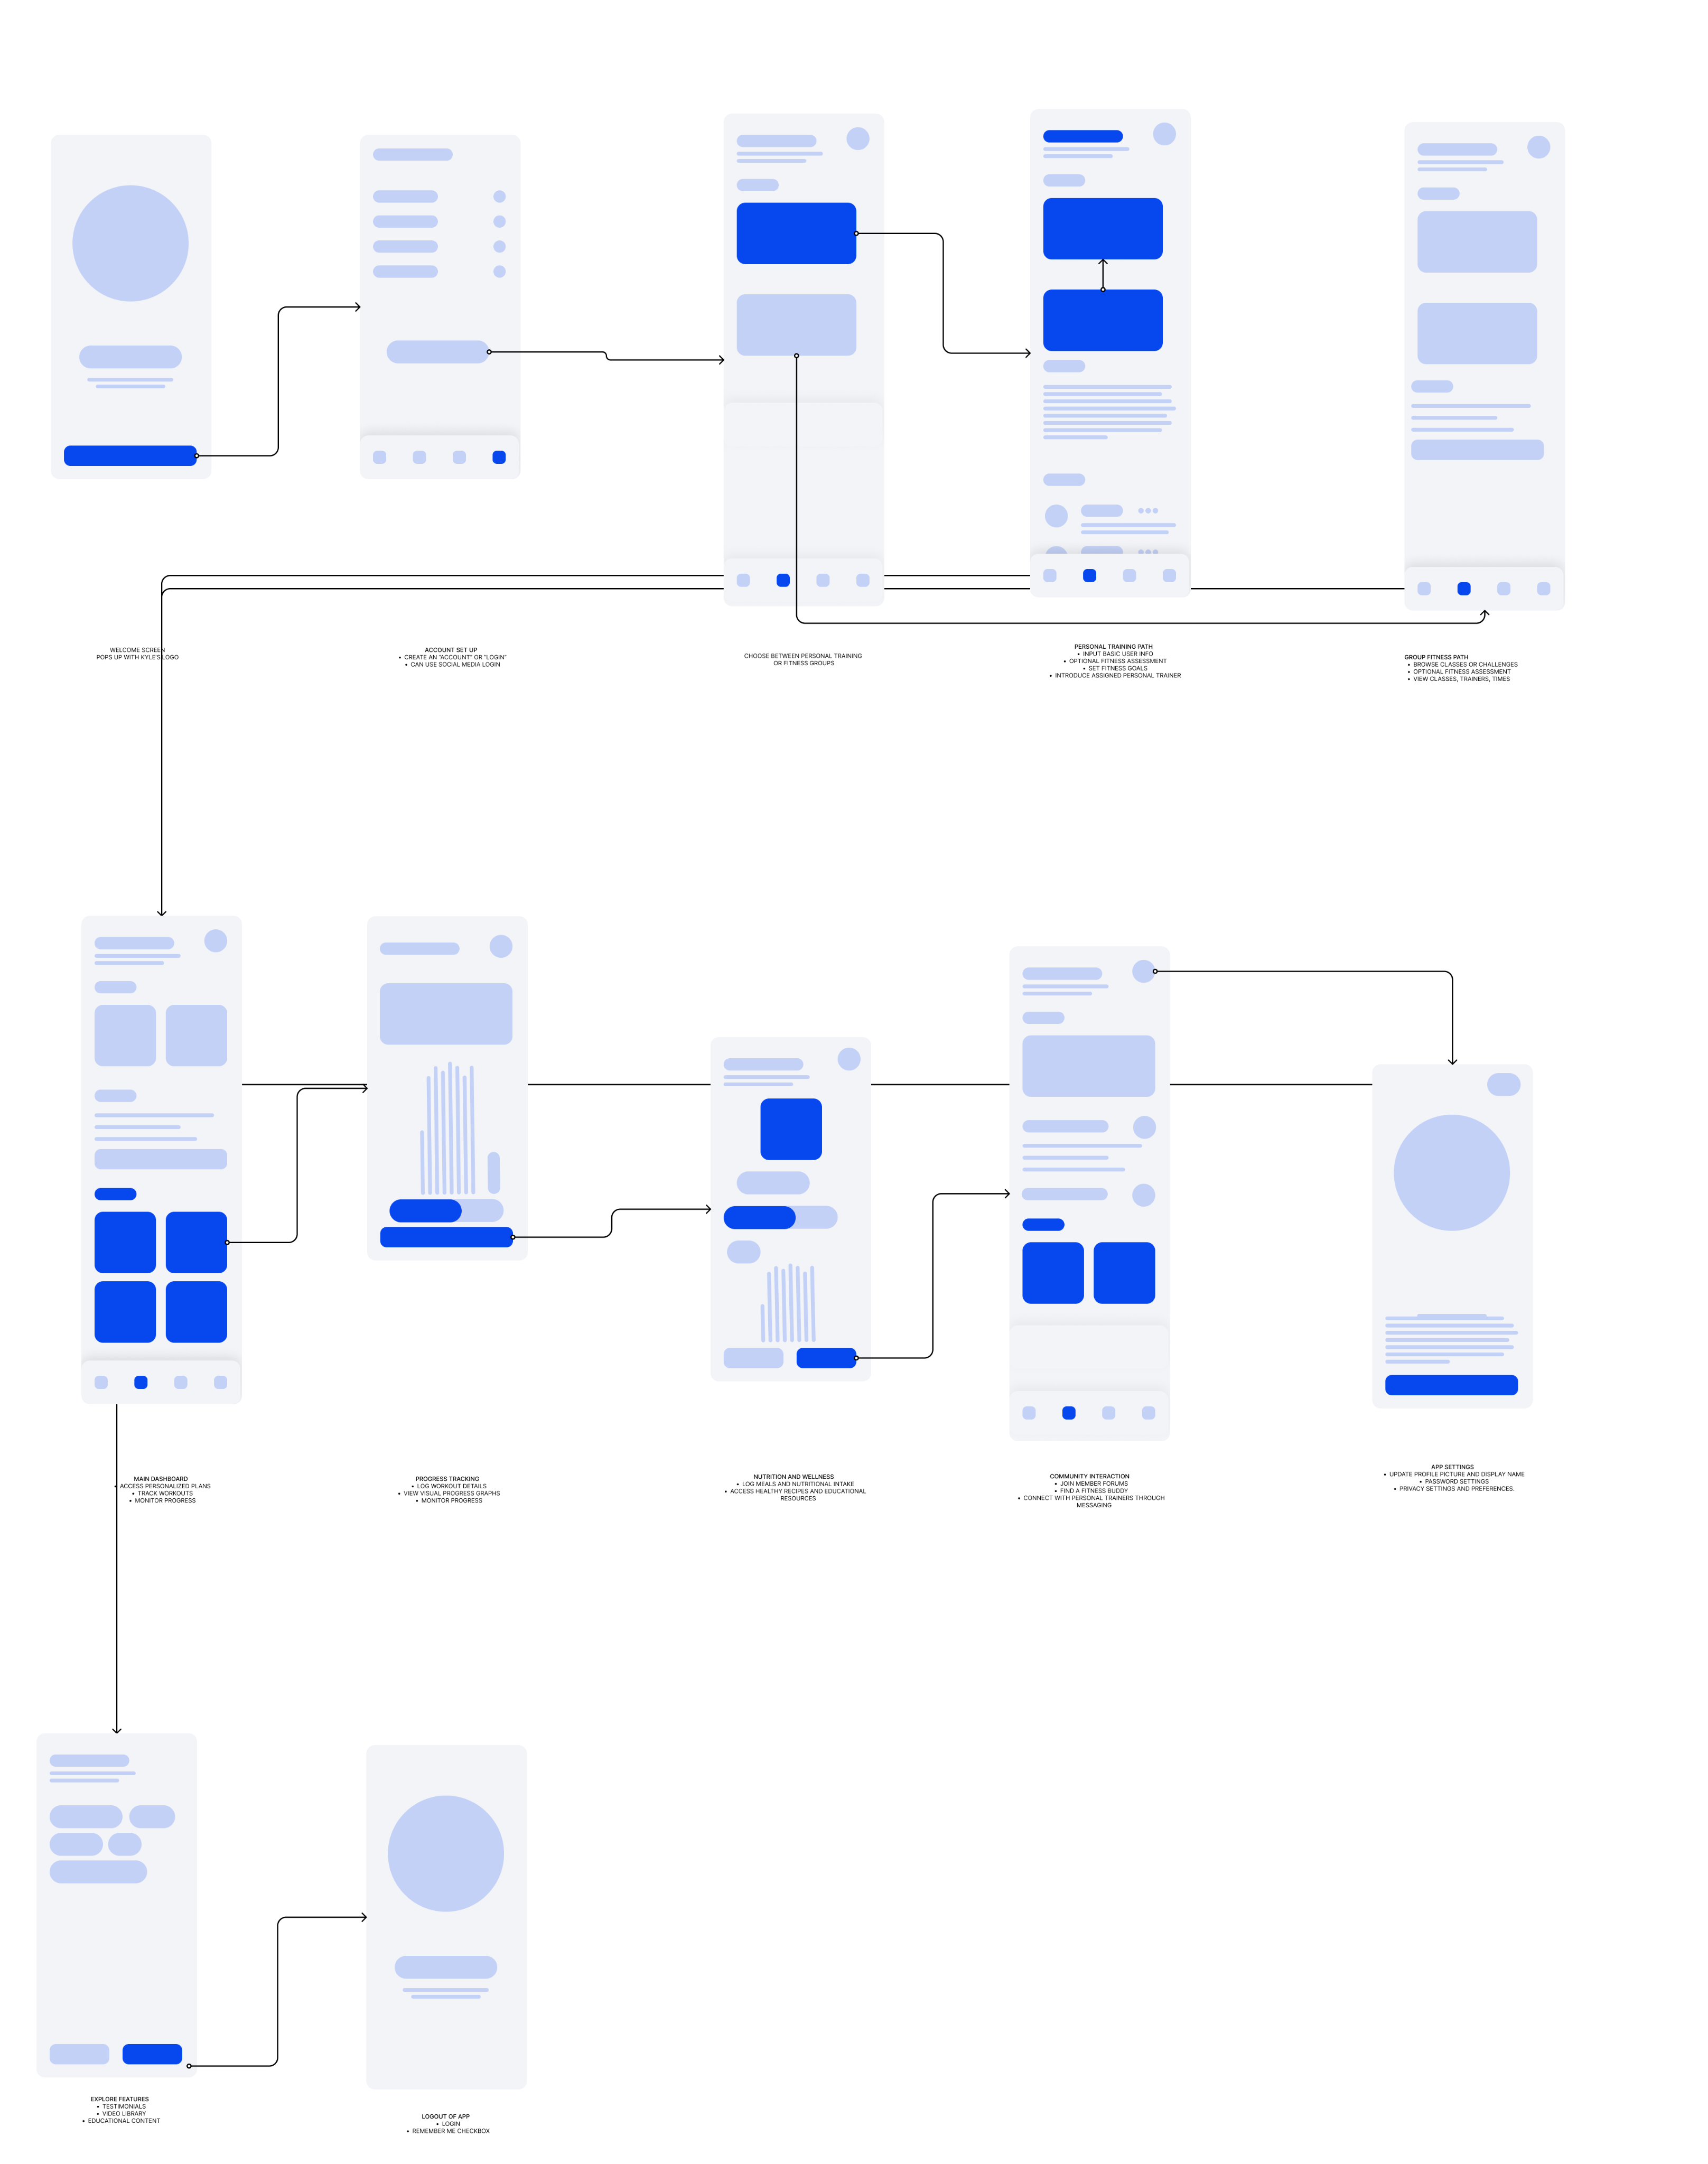 WELCOME SCREEN
POPS UP WITH KYLE'S LOGO
ACCOUNT SET UP
• CREATE AN "ACCOUNT" OR "LOGIN"
• CAN USE SOCIAL MEDIA LOGIN
CHOOSE BETWEEN PERSONAL TRAINING
OR FITNESS GROUPS
PERSONAL TRAINING PATH
• INPUT BASIC USER INFO
• OPTIONAL FITNESS ASSESSMENT
• SET FITNESS GOALS
• INTRODUCE ASSIGNED PERSONAL TRAINER
GROUP FITNESS PATH
• BROWSE CLASSES OR CHALLENGES
• OPTIONAL FITNESS ASSESSMENT
• VIEW CLASSES, TRAINERS, TIMES
MAIN DASHBOARD
• ACCESS PERSONALIZED PLANS
• TRACK WORKOUTS
• MONITOR PROGRESS
PROGRESS TRACKING
• LOG WORKOUT DETAILS
• VIEW VISUAL PROGRESS GRAPHS
• MONITOR PROGRESS
NUTRITION AND WELLNESS
• LOG MEALS AND NUTRITIONAL INTAKE
• ACCESS HEALTHY RECIPES AND EDUCATIONAL
RESOURCES
COMMUNITY INTERACTION
• JOIN MEMBER FORUMS
• FIND A FITNESS BUDDY
• CONNECT WITH PERSONAL TRAINERS THROUGH
MESSAGING
APP SETTINGS
• UPDATE PROFILE PICTURE AND DISPLAY NAME
• PASSWORD SETTINGS
• PRIVACY SETTINGS AND PREFERENCES.
EXPLORE FEATURES
• TESTIMONIALS
• VIDEO LIBRARY
• EDUCATIONAL CONTENT
LOGOUT OF APP
• LOGIN
• REMEMBER ME CHECKBOX